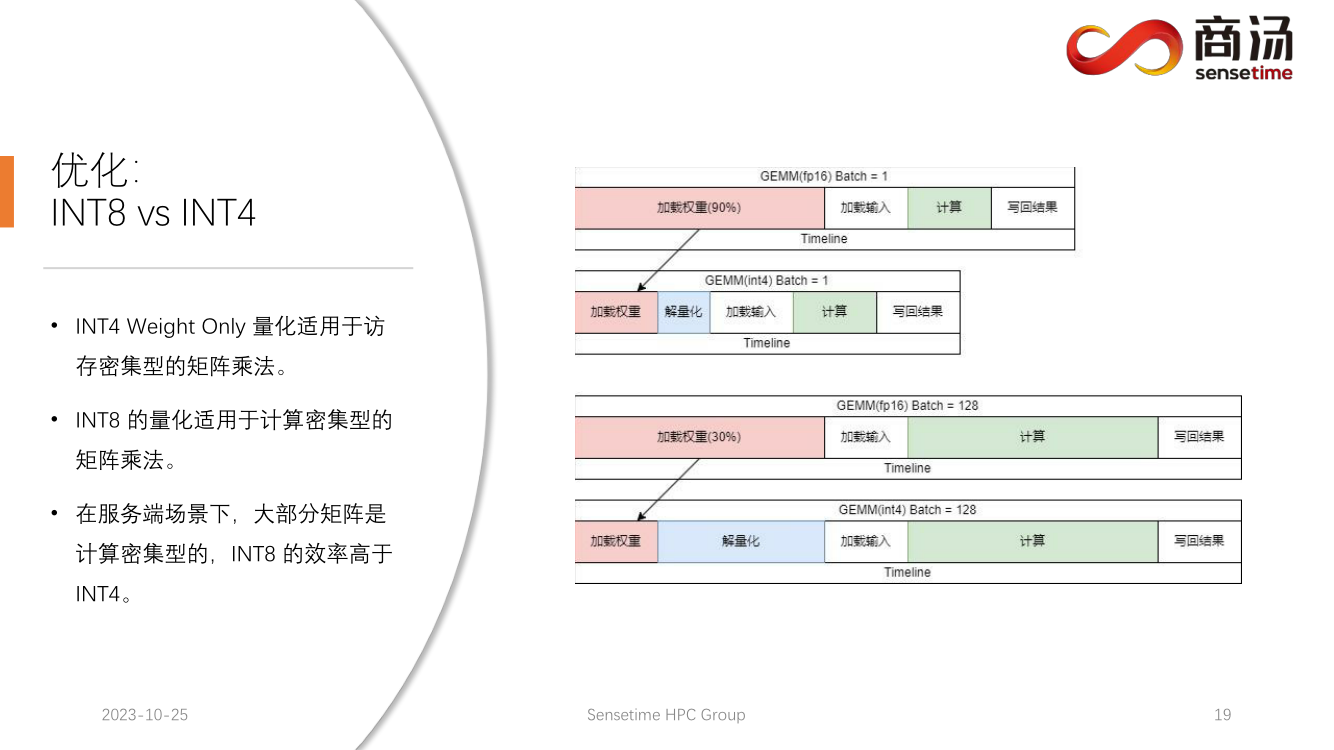 商汤
sensetime
优化：
INT8 vs INT4
• INT4 Weight Only 量化适用于访
存密集型的矩阵乘法。
• INT8 的量化适用于计算密集型的
矩阵乘法。
• 在服务端场景下，大部分矩阵是
计算密集型的，INT8 的效率高于
INT4。
GEMM(fp16) Batch = 1
加载权重(90%) 加载输入 计算 写回结果
Timeline
GEMM(int4) Batch = 1
加载权重 解量化 加载输入 计算 写回结果
Timeline
GEMM(fp16) Batch = 128
加载权重(30%) 加载输入 计算 写回结果
Timeline
GEMM(int4) Batch = 128
加载权重 解量化 加载输入 计算 写回结果
Timeline
2023-10-25 Sensetime HPC Group 19